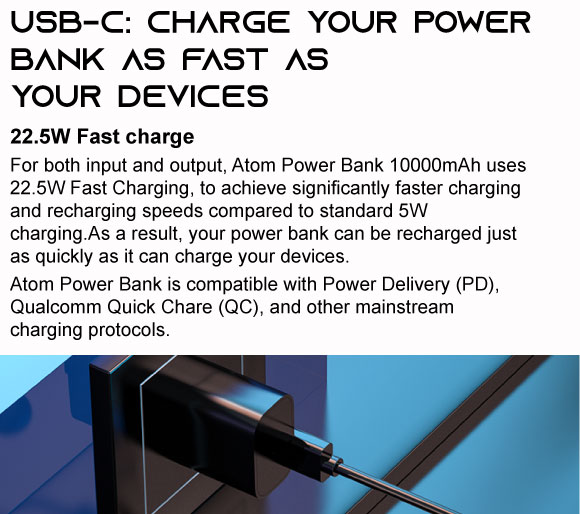 USB-C: CHARGE YOUR POWER
BANK AS FAST AS
YOUR DEVICES
22.5W Fast charge
For both input and output, Atom Power Bank 10000mAh uses
22.5W Fast Charging, to achieve significantly faster charging
and recharging speeds compared to standard 5W
charging.As a result, your power bank can be recharged just
as quickly as it can charge your devices.
Atom Power Bank is compatible with Power Delivery (PD),
Qualcomm Quick Chare (QC), and other mainstream
charging protocols.